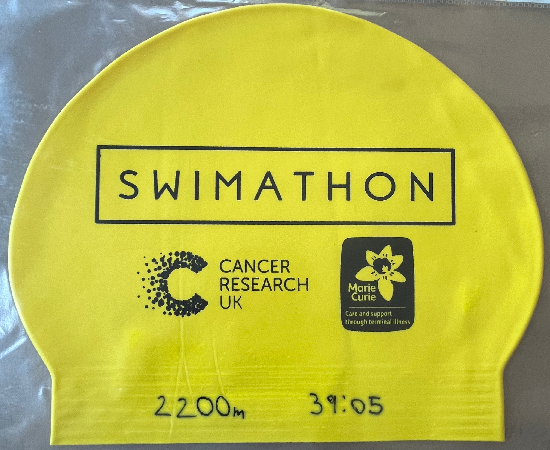 SWIMATHON
CANCER
RESEARCH
UK
Marie
Curie
Care and support
through terminal illness
2200m 39:05